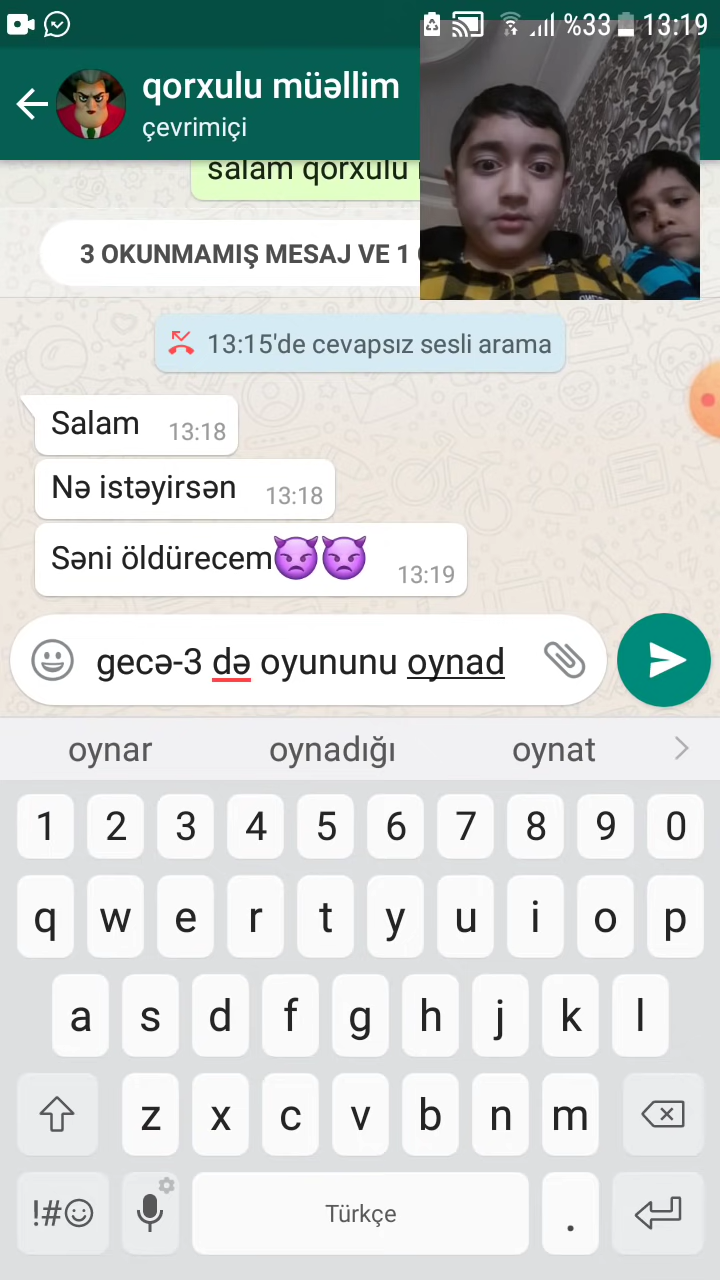 %33 13:19
qorxulu müəllim
çevrimiçi
salam qorxulu
3 OKUNMAMIŞ MESAJ VE 1
13:15'de cevapsız sesli arama
Salam 13:18
Nə istəyirsən 13:18
Səni öldürecem😈😈 13:19
gecə-3 də oyununu oynad
oynar oynadığı oynat
1 2 3 4 5 6 7 8 9 0
q w e r t y u i o p
a s d f g h j k l
z x c v b n m
!#☺ Türkçe .